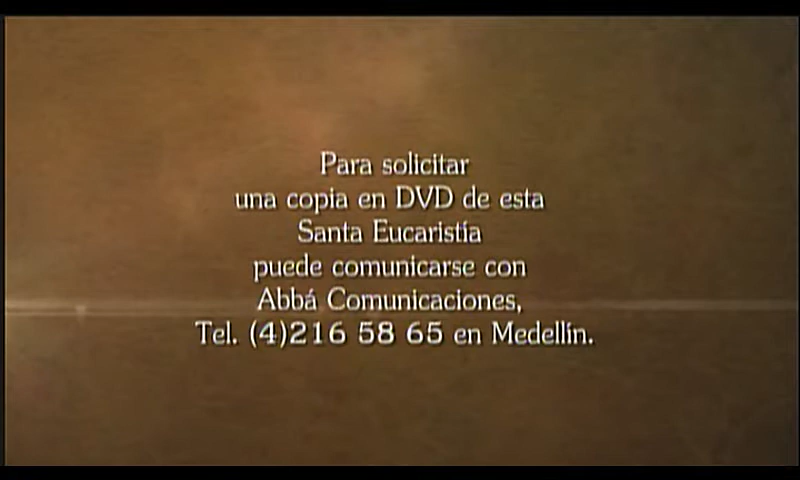 Para solicitar
una copia en DVD de esta
Santa Eucaristía
puede comunicarse con
Abbá Comunicaciones,
Tel. (4)216 58 65 en Medellín.